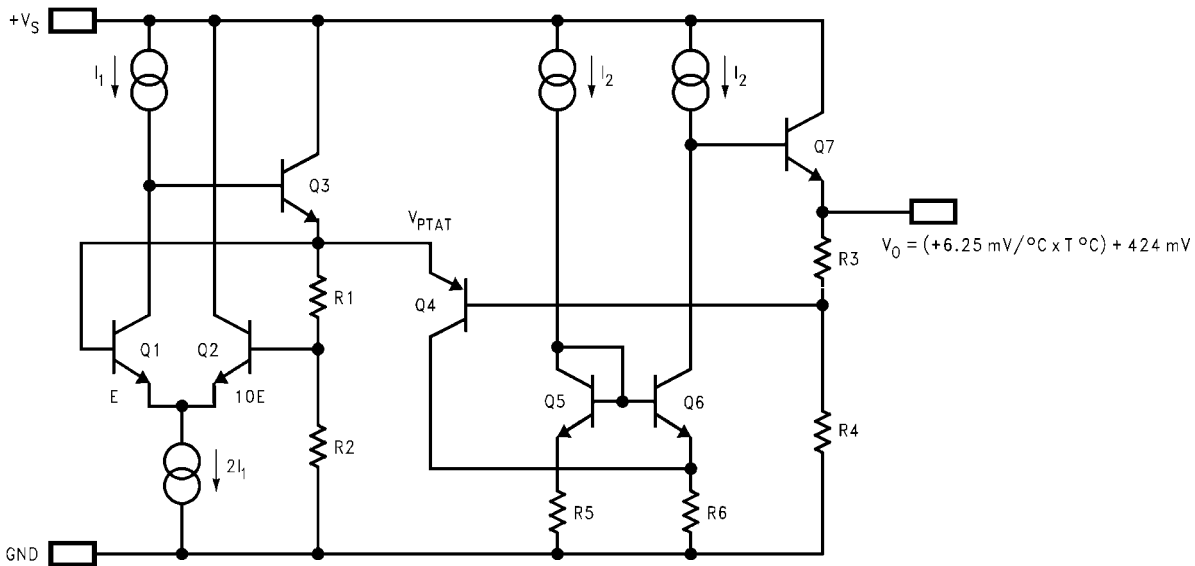 +VS
I1
I2
I2
Q7
Q3
VPTAT
VO = (+6.25 mV/°C x T °C) + 424 mV
R3
R1
Q4
Q1
Q2
E
10E
Q5
Q6
R4
R2
2I1
R5
R6
GND